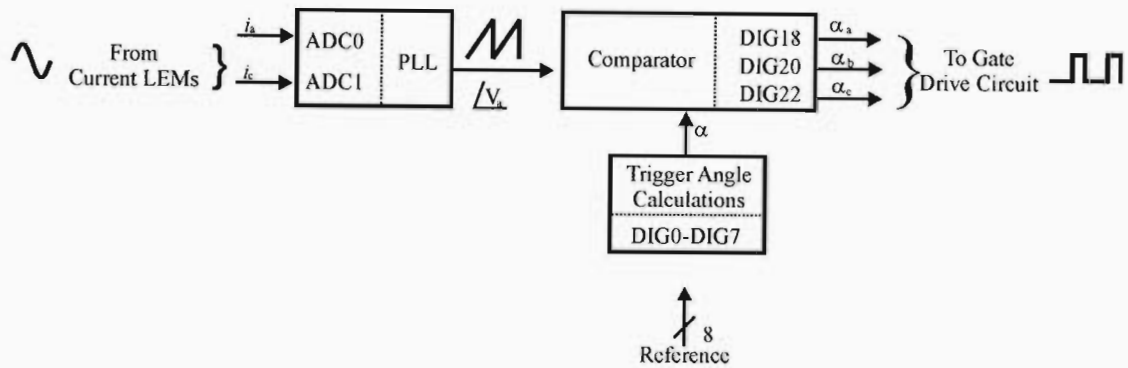 From
Current LEMs
i_a
i_c
ADC0
ADC1
PLL
∠V_a
Comparator
DIG18
DIG20
DIG22
α_a
α_b
α_c
To Gate
Drive Circuit
α
Trigger Angle
Calculations
DIG0-DIG7
8
Reference